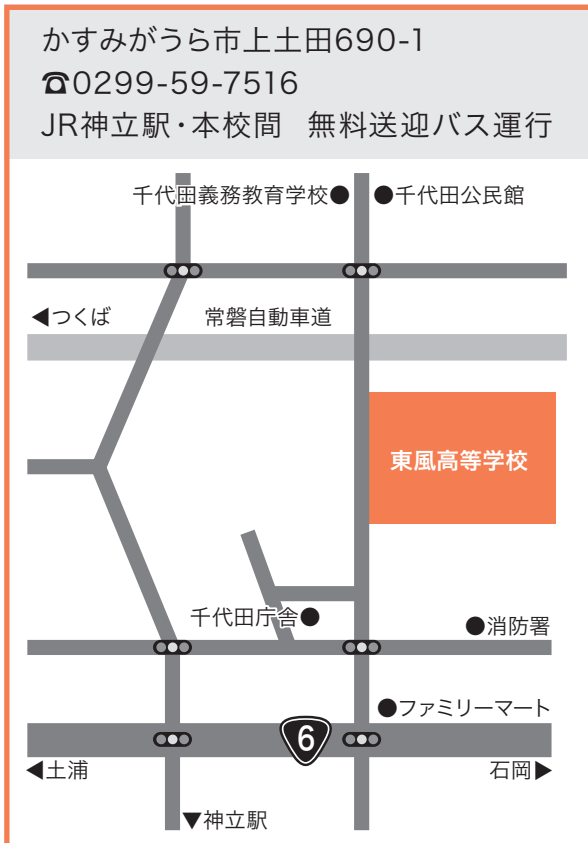 かすみがうら市上土田690-1
☎0299-59-7516
JR神立駅・本校間　無料送迎バス運行
千代田義務教育学校●
●千代田公民館
◀つくば
常磐自動車道
東風高等学校
千代田庁舎●
●消防署
●ファミリーマート
6
◀土浦
石岡▶
▼神立駅